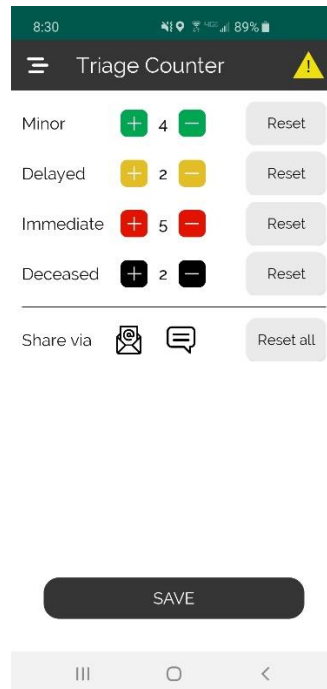 8:30 89%
Triage Counter
Minor + 4 − Reset
Delayed + 2 − Reset
Immediate + 5 − Reset
Deceased + 2 − Reset
Share via Reset all
SAVE